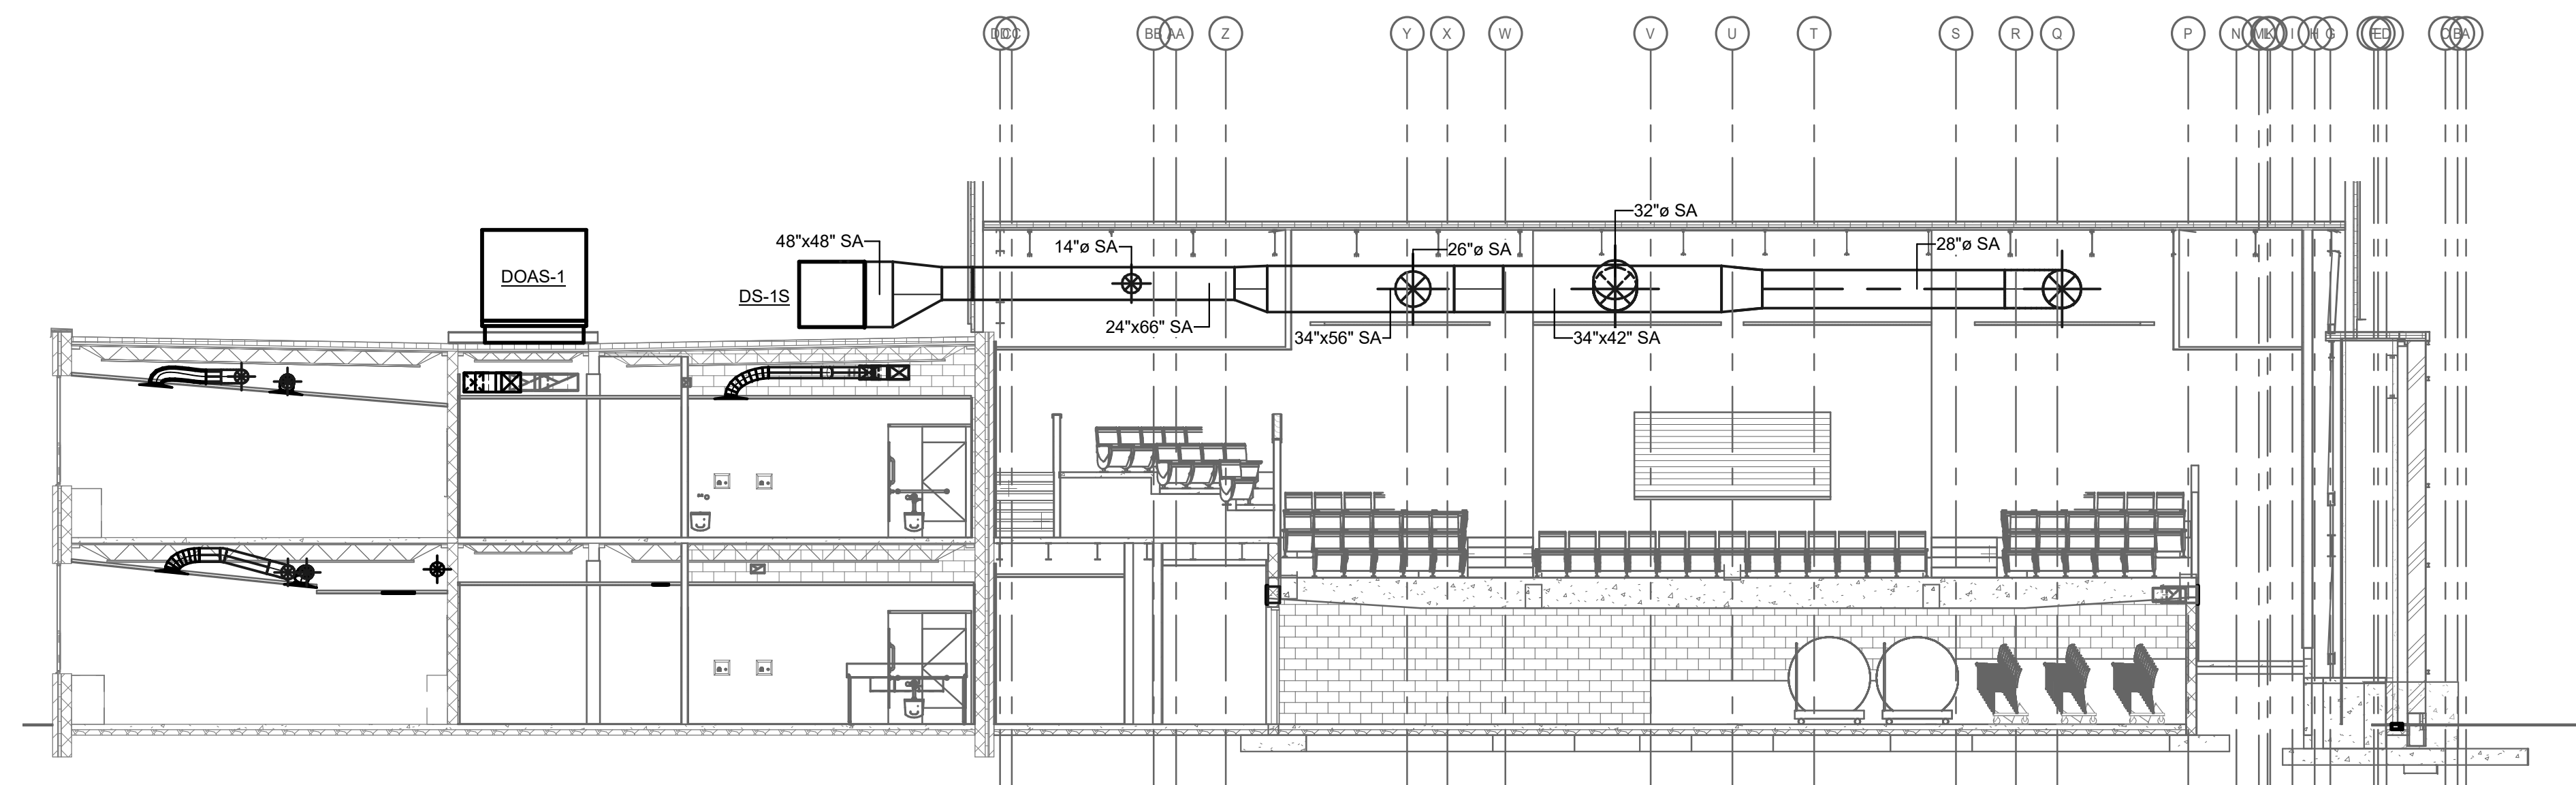 DD CC BB AA Z Y X W V U T S R Q P N M L K I H G F E D C B A
32"ø SA
48"x48" SA
14"ø SA
26"ø SA
28"ø SA
DOAS-1
DS-1S
24"x66" SA
34"x56" SA
34"x42" SA